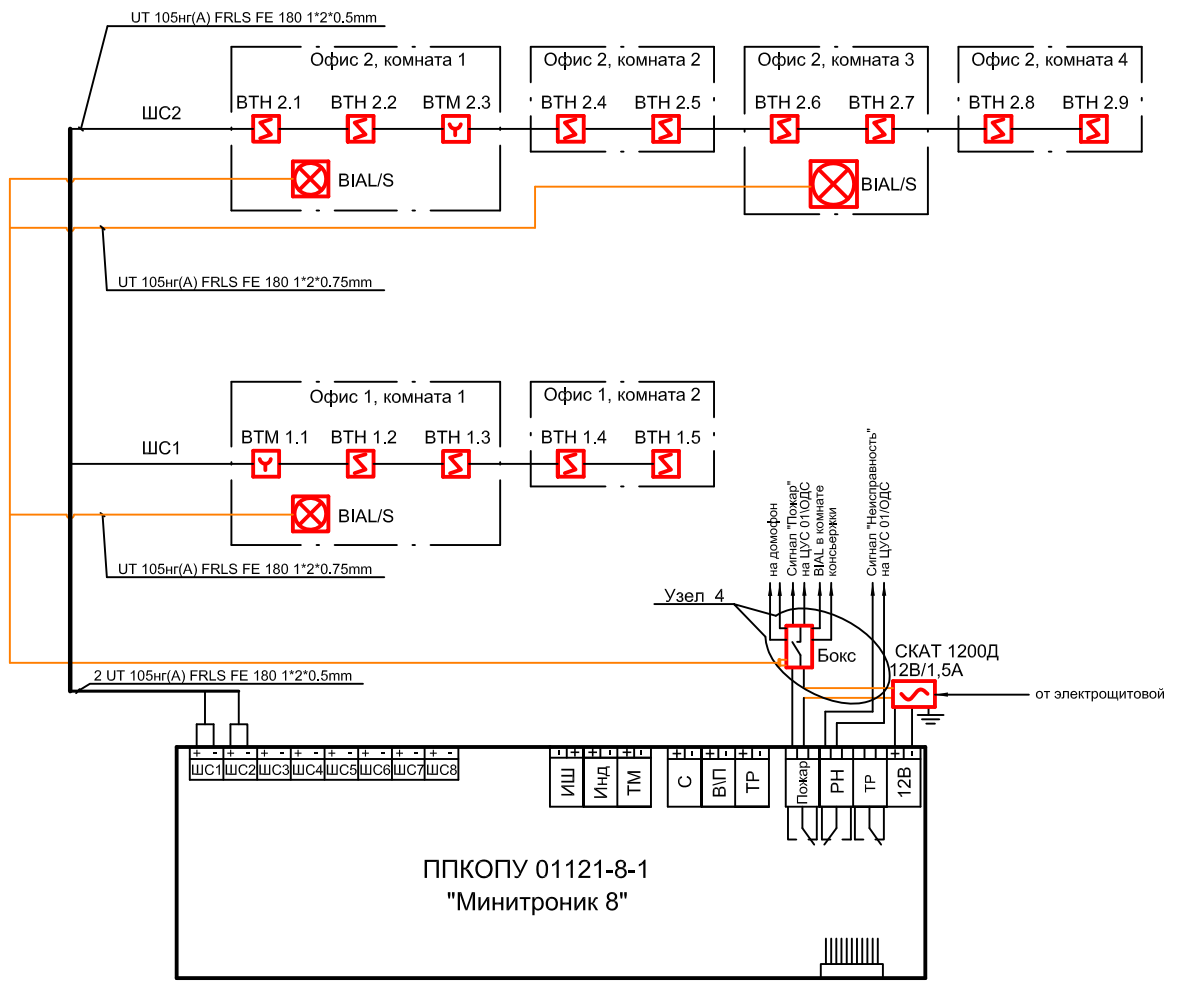 UT 105нг(А) FRLS FE 180 1*2*0.5mm
Офис 2, комната 1
Офис 2, комната 2
Офис 2, комната 3
Офис 2, комната 4
ШС2
ВТН 2.1
ВТН 2.2
ВТМ 2.3
ВТН 2.4
ВТН 2.5
ВТН 2.6
ВТН 2.7
ВТН 2.8
ВТН 2.9
BIAL/S
BIAL/S
UT 105нг(А) FRLS FE 180 1*2*0.75mm
Офис 1, комната 1
Офис 1, комната 2
ШС1
ВТМ 1.1
ВТН 1.2
ВТН 1.3
ВТН 1.4
ВТН 1.5
BIAL/S
UT 105нг(А) FRLS FE 180 1*2*0.75mm
на домофон
Сигнал "Пожар"
на ЦУС 01\ОДС
BIAL в комнате
консьержки
Сигнал "Неисправность"
на ЦУС 01/ОДС
Узел 4
Бокс
СКАТ 1200Д
12В/1,5А
от электрощитовой
2 UT 105нг(А) FRLS FE 180 1*2*0.5mm
+ - + - + - + - + - + - + - + -
ШС1 ШС2 ШС3 ШС4 ШС5 ШС6 ШС7 ШС8
- + + - + -
ИШ Инд ТМ
+ - + - + -
С В\П ТР
+ -
Пожар РН ТР 12В
ППКОПУ 01121-8-1
"Минитроник 8"